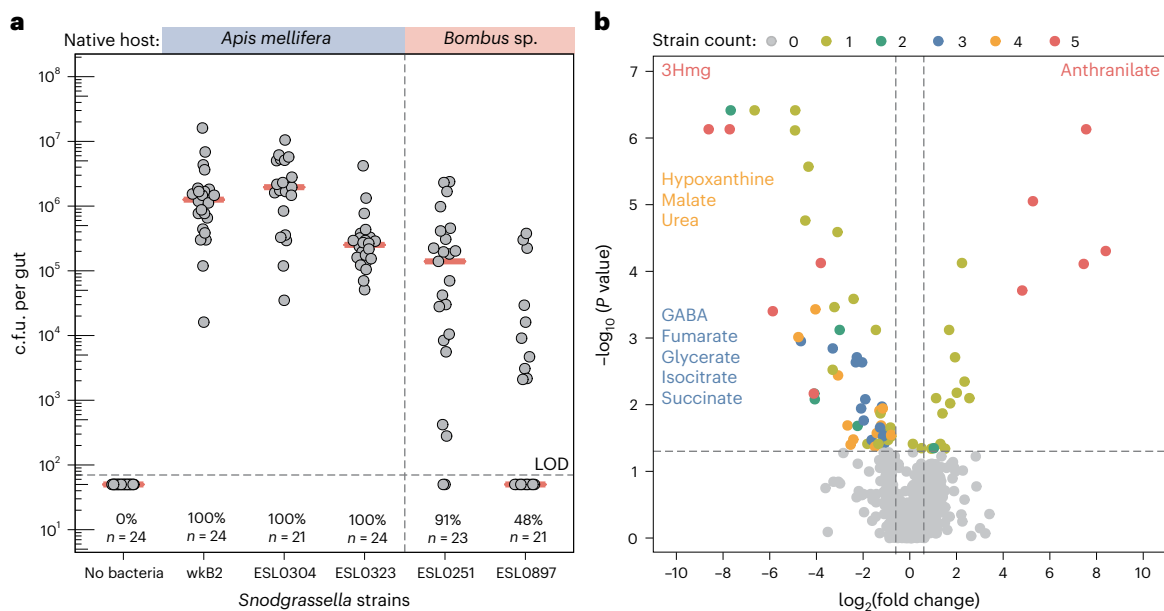 a
Native host: Apis mellifera Bombus sp.
c.f.u. per gut
10⁸
10⁷
10⁶
10⁵
10⁴
10³
10²
10¹
LOD
0% 100% 100% 100% 91% 48%
n = 24 n = 24 n = 21 n = 24 n = 23 n = 21
No bacteria wkB2 ESL0304 ESL0323 ESL0251 ESL0897
Snodgrassella strains
b
Strain count: 0 1 2 3 4 5
–log₁₀ (P value)
7
6
5
4
3
2
1
0
3Hmg Anthranilate
Hypoxanthine
Malate
Urea
GABA
Fumarate
Glycerate
Isocitrate
Succinate
–10 –8 –6 –4 –2 0 2 4 6 8 10
log₂(fold change)